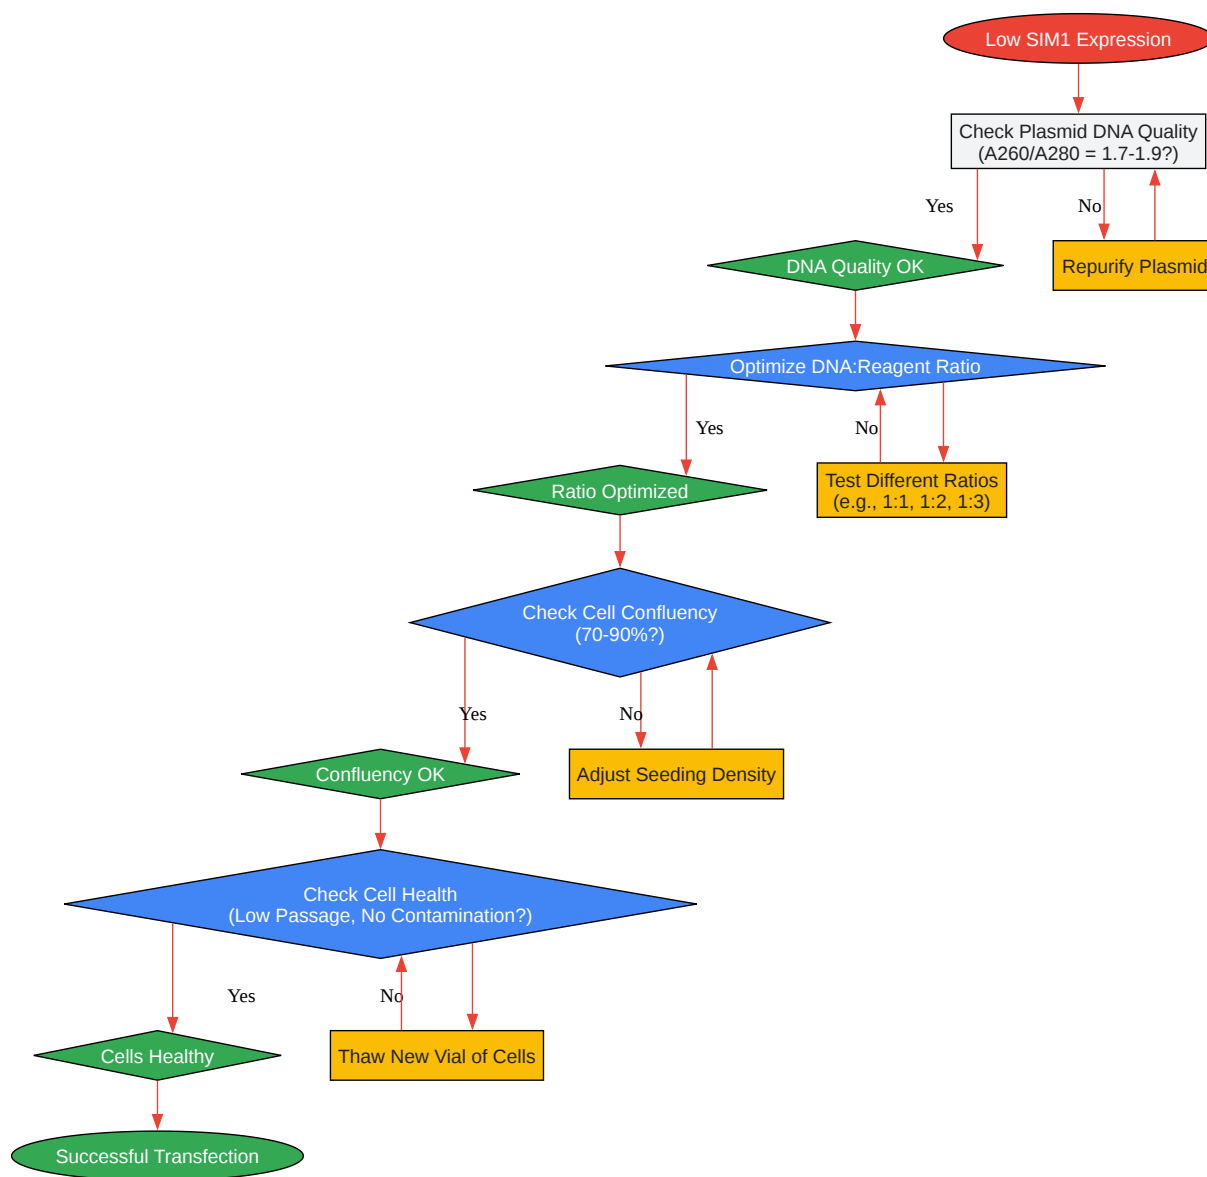 Low SIM1 Expression
Check Plasmid DNA Quality
(A260/A280 = 1.7-1.9?)
Yes
No
DNA Quality OK
Repurify Plasmid
Optimize DNA:Reagent Ratio
Yes
No
Ratio Optimized
Test Different Ratios
(e.g., 1:1, 1:2, 1:3)
Check Cell Confluency
(70-90%?)
Yes
No
Confluency OK
Adjust Seeding Density
Check Cell Health
(Low Passage, No Contamination?)
Yes
No
Cells Healthy
Thaw New Vial of Cells
Successful Transfection